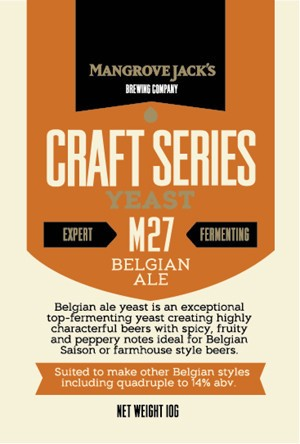 MANGROVE JACK'S
BREWING COMPANY
CRAFT SERIES
YEAST
EXPERT M27 FERMENTING
BELGIAN
ALE
Belgian ale yeast is an exceptional
top-fermenting yeast creating highly
characterful beers with spicy, fruity
and peppery notes ideal for Belgian
Saison or farmhouse style beers.
Suited to make other Belgian styles
including quadruple to 14% abv.
NET WEIGHT 10G